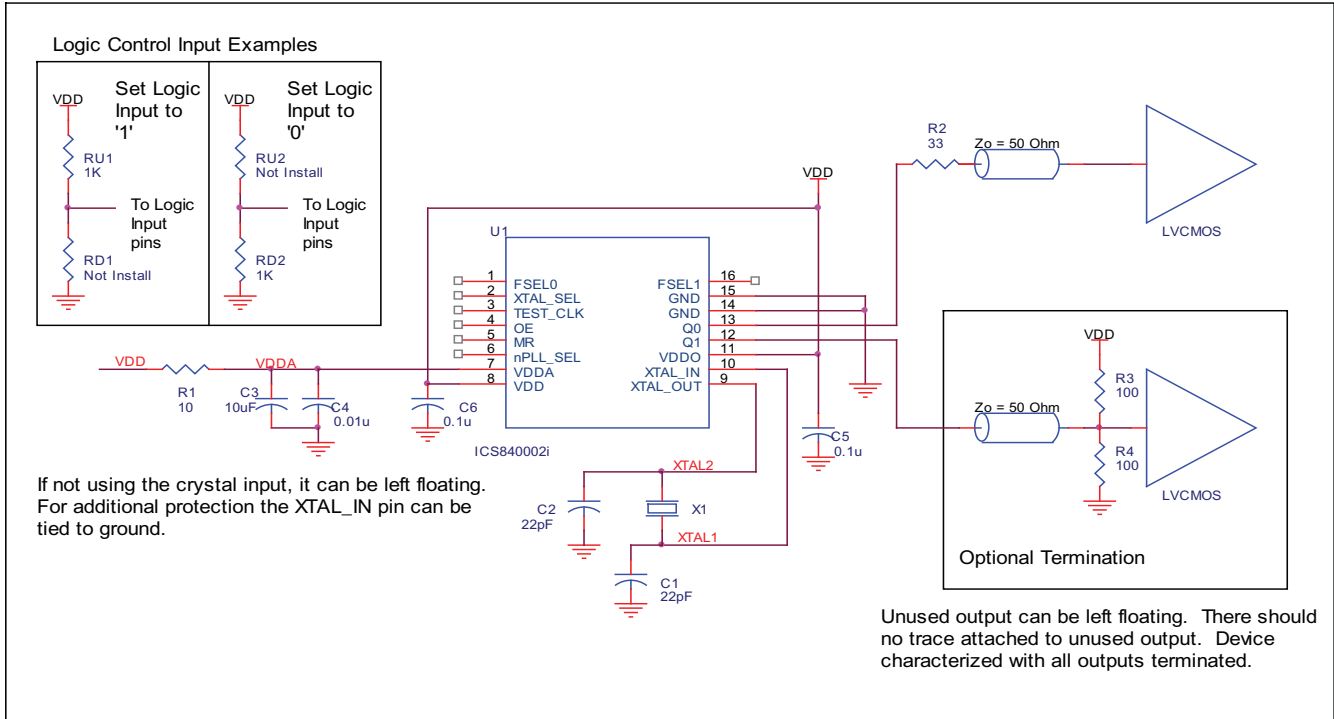 Logic Control Input Examples
Set Logic
Input to
'1'
VDD
RU1
1K
To Logic
Input
pins
RD1
Not Install
Set Logic
Input to
'0'
VDD
RU2
Not Install
To Logic
Input
pins
RD2
1K
VDD
R1
10
VDDA
C3
10uF
C4
0.01u
C6
0.1u
U1
1
FSEL0
2
XTAL_SEL
3
TEST_CLK
4
OE
5
MR
6
nPLL_SEL
7
VDDA
8
VDD
16
FSEL1
15
GND
14
GND
13
Q0
12
Q1
11
VDDO
10
XTAL_IN
9
XTAL_OUT
ICS840002i
VDD
C5
0.1u
XTAL2
C2
22pF
X1
XTAL1
C1
22pF
R2
33
Zo = 50 Ohm
LVCMOS
VDD
R3
100
Zo = 50 Ohm
R4
100
LVCMOS
Optional Termination
If not using the crystal input, it can be left floating.
For additional protection the XTAL_IN pin can be
tied to ground.
Unused output can be left floating. There should
no trace attached to unused output. Device
characterized with all outputs terminated.